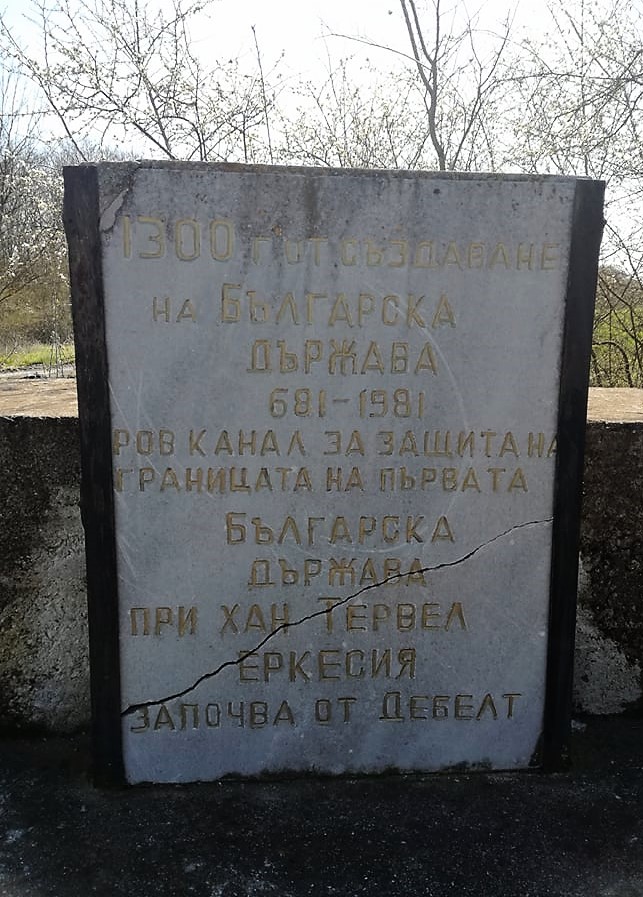 1300 Г. ОТ СЪЗДАВАНЕ
НА БЪЛГАРСКА
ДЪРЖАВА
681-1981
РОВ КАНАЛ ЗА ЗАЩИТА НА
ГРАНИЦАТА НА ПЪРВАТА
БЪЛГАРСКА
ДЪРЖАВА
ПРИ ХАН ТЕРВЕЛ
ЕРКЕСИЯ
ЗАПОЧВА ОТ ДЕБЕЛТ